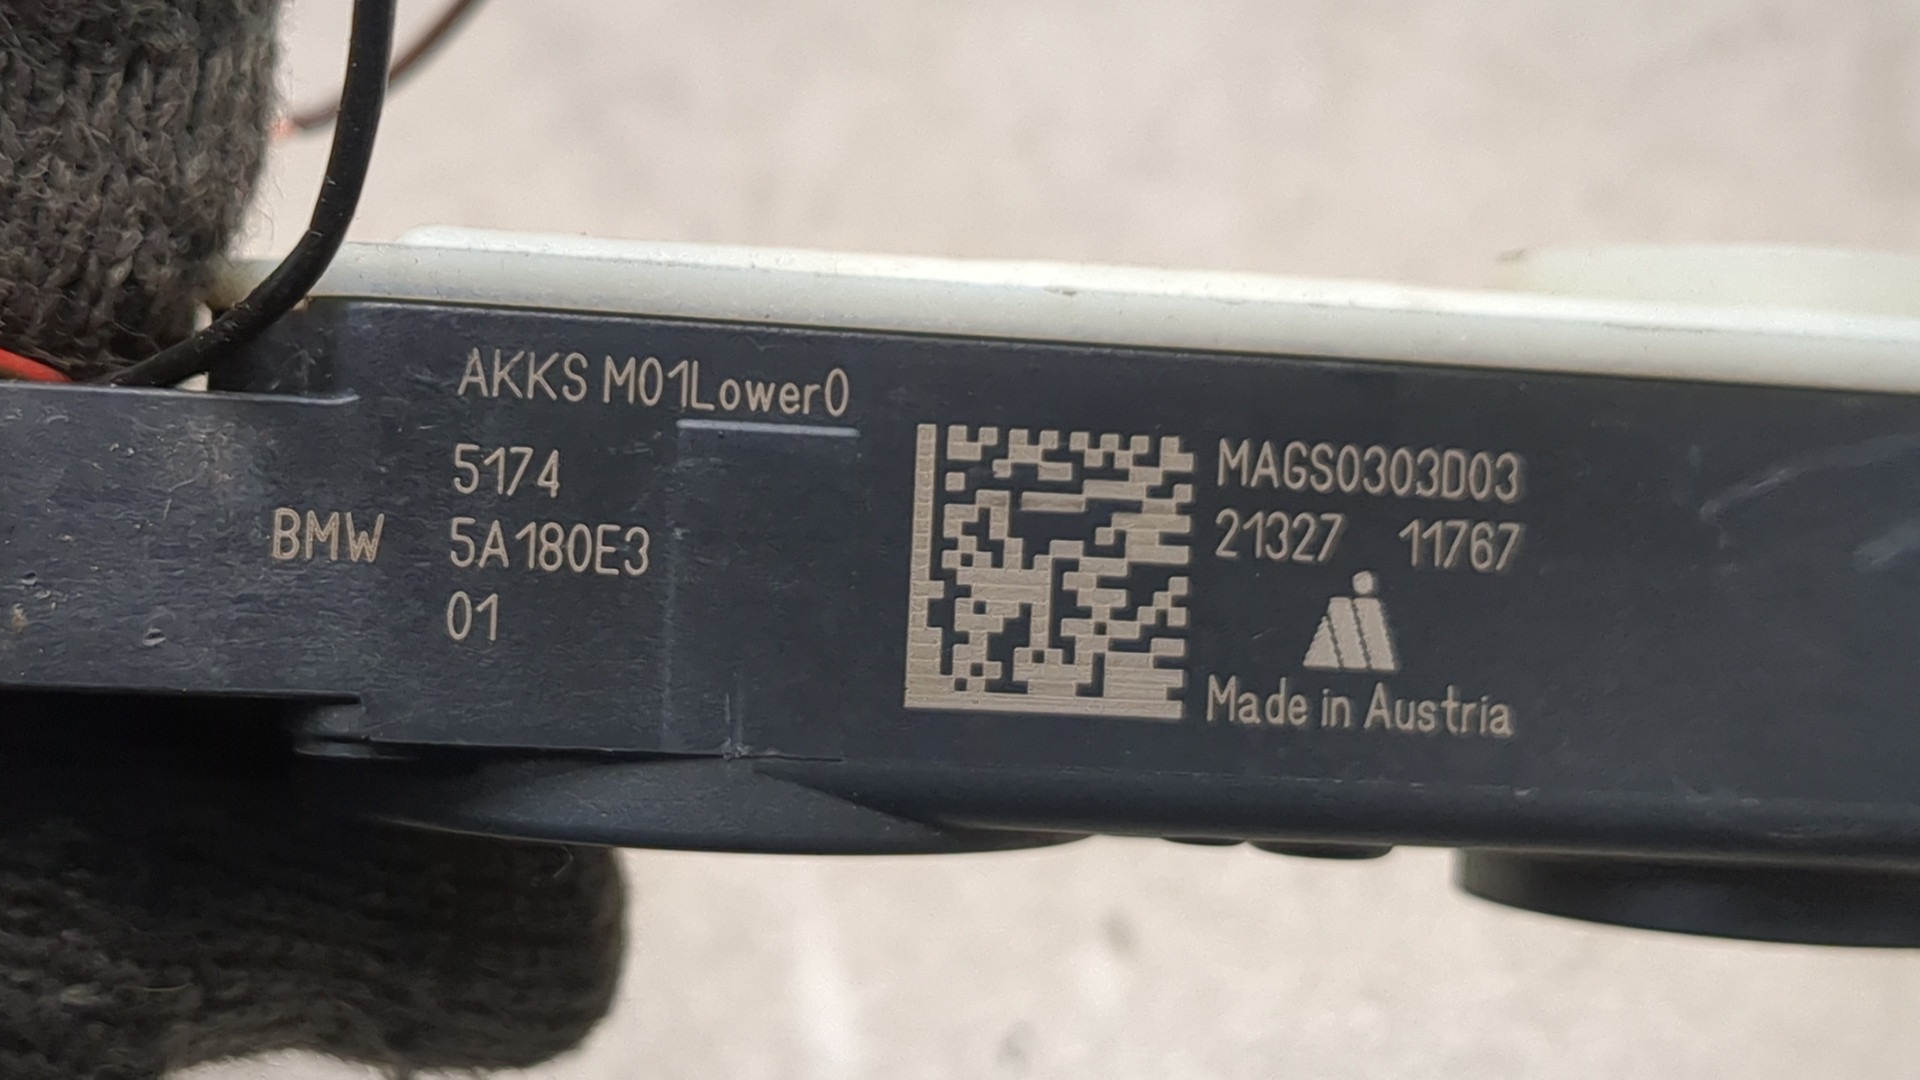 AKKS M01Lower0
5174
BMW 5A180E3
01
MAGS0303D03
21327 11767
Made in Austria